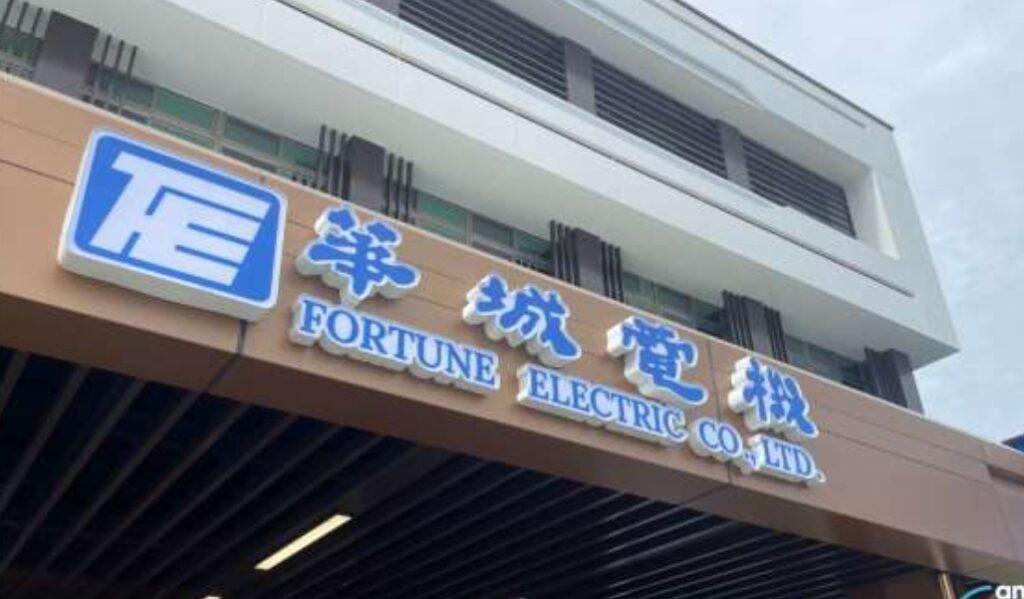 華城電機
FORTUNE ELECTRIC CO., LTD.